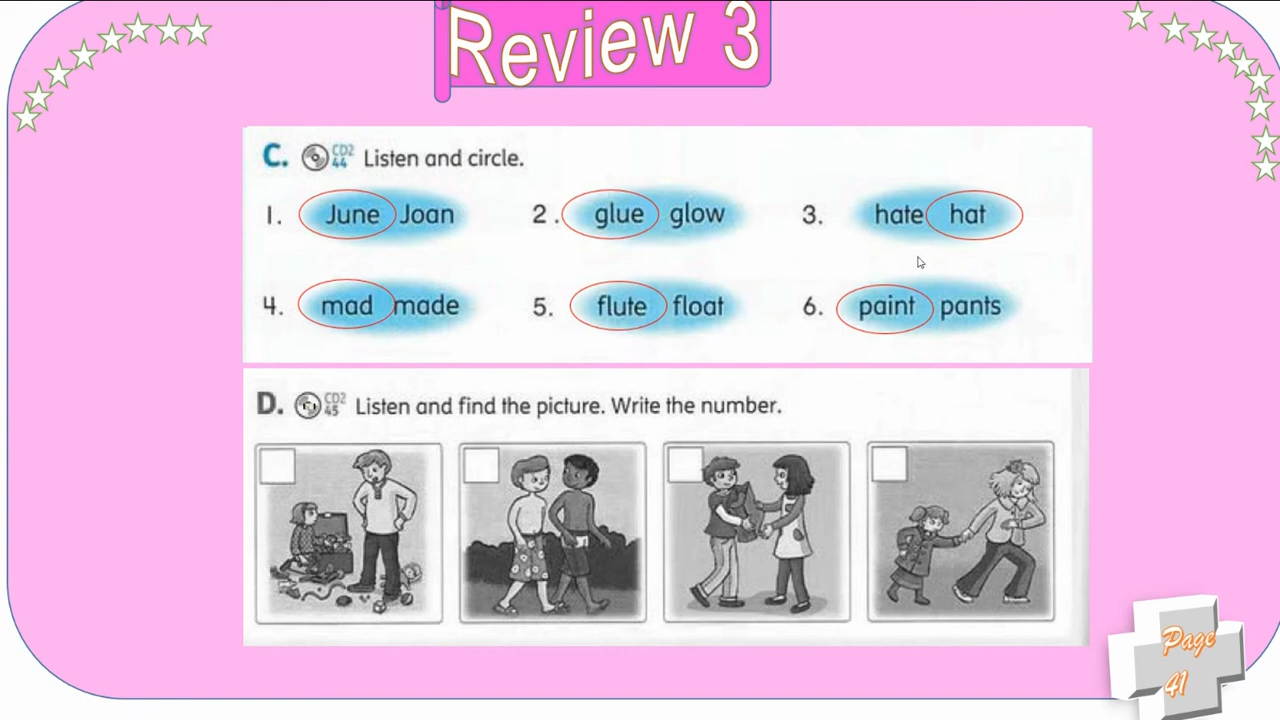 Review 3
C. CD2 44 Listen and circle.
1. June Joan 2. glue glow 3. hate hat
4. mad made 5. flute float 6. paint pants
D. CD2 45 Listen and find the picture. Write the number.
Page
41